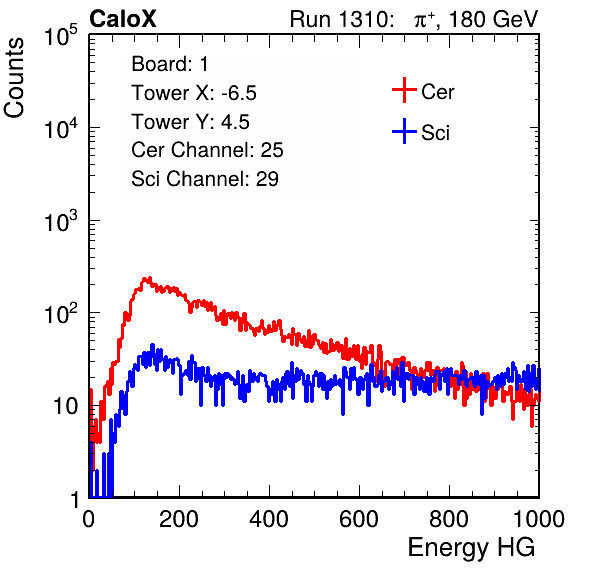 CaloX Run 1310: π⁺, 180 GeV
Counts
10⁵
10⁴
10³
10²
10
1
Board: 1
Tower X: -6.5
Tower Y: 4.5
Cer Channel: 25
Sci Channel: 29
Cer
Sci
0 200 400 600 800 1000
Energy HG